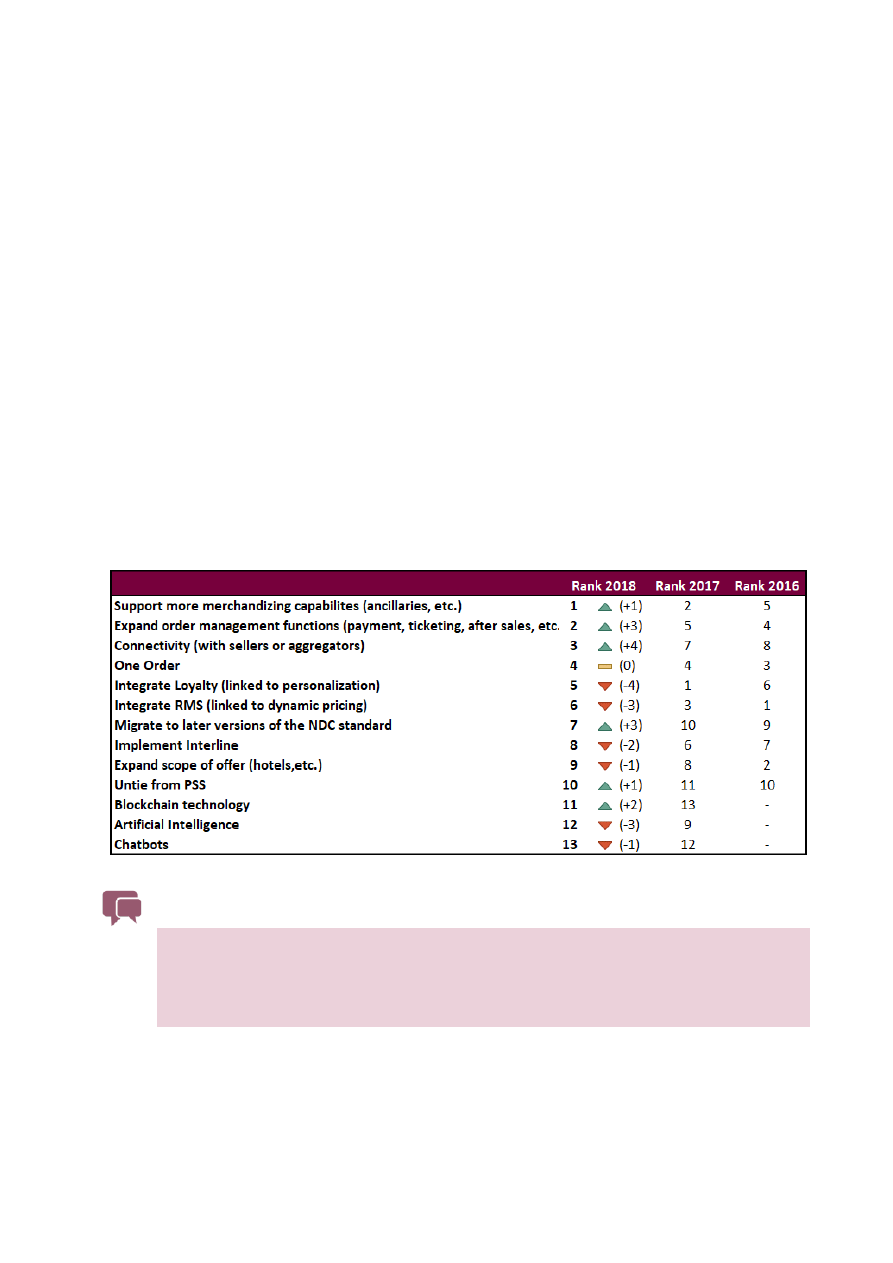 Rank 2018 Rank 2017 Rank 2016
Support more merchandizing capabilites (ancillaries, etc.) 1 (+1) 2 5
Expand order management functions (payment, ticketing, after sales, etc. 2 (+3) 5 4
Connectivity (with sellers or aggregators) 3 (+4) 7 8
One Order 4 (0) 4 3
Integrate Loyalty (linked to personalization) 5 (-4) 1 6
Integrate RMS (linked to dynamic pricing) 6 (-3) 3 1
Migrate to later versions of the NDC standard 7 (+3) 10 9
Implement Interline 8 (-2) 6 7
Expand scope of offer (hotels,etc.) 9 (-1) 8 2
Untie from PSS 10 (+1) 11 10
Blockchain technology 11 (+2) 13 -
Artificial Intelligence 12 (-3) 9 -
Chatbots 13 (-1) 12 -